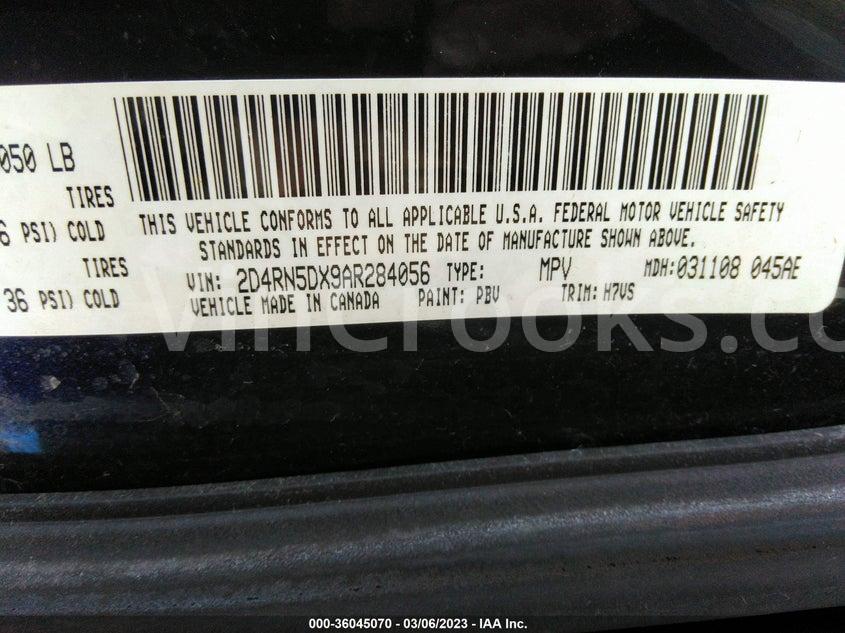 050 LB
TIRES
6 PSI) COLD
TIRES
36 PSI) COLD
THIS VEHICLE CONFORMS TO ALL APPLICABLE U.S.A. FEDERAL MOTOR VEHICLE SAFETY
STANDARDS IN EFFECT ON THE DATE OF MANUFACTURE SHOWN ABOVE.
VIN: 2D4RN5DX9AR284056 TYPE: MPV MDH:031108 045AE
VEHICLE MADE IN CANADA PAINT: PBV TRIM: H7VS
vincrooks.co
000-36045070 - 03/06/2023 - IAA Inc.